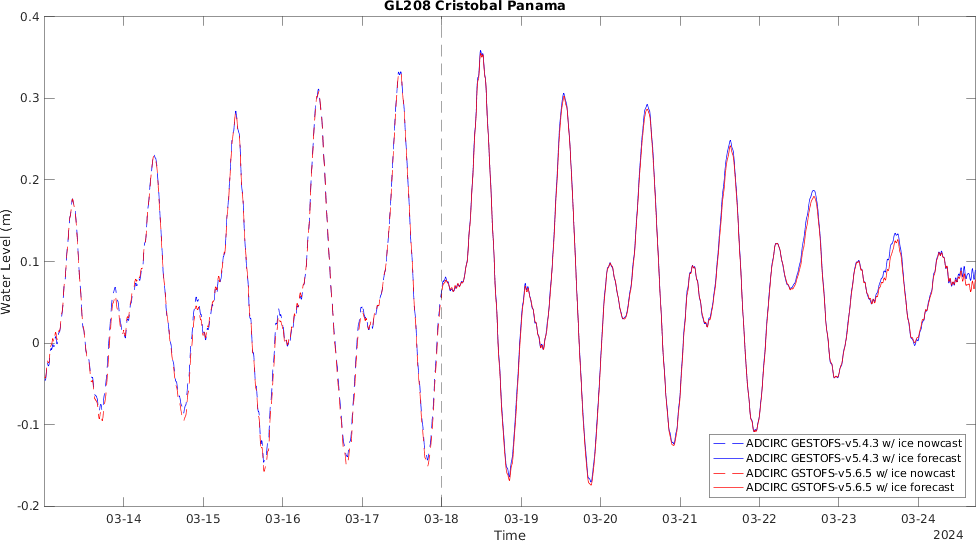 GL208 Cristobal Panama
0.4
0.3
0.2
0.1
0
-0.1
-0.2
Water Level (m)
ADCIRC GESTOFS-v5.4.3 w/ ice nowcast
ADCIRC GESTOFS-v5.4.3 w/ ice forecast
ADCIRC GSTOFS-v5.6.5 w/ ice nowcast
ADCIRC GSTOFS-v5.6.5 w/ ice forecast
03-14 03-15 03-16 03-17 03-18 03-19 03-20 03-21 03-22 03-23 03-24
Time
2024